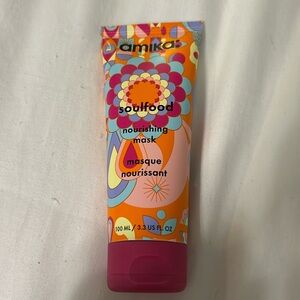 amika:
soulfood
nourishing
mask
masque
nourissant
100 ML / 3.3 US FL OZ